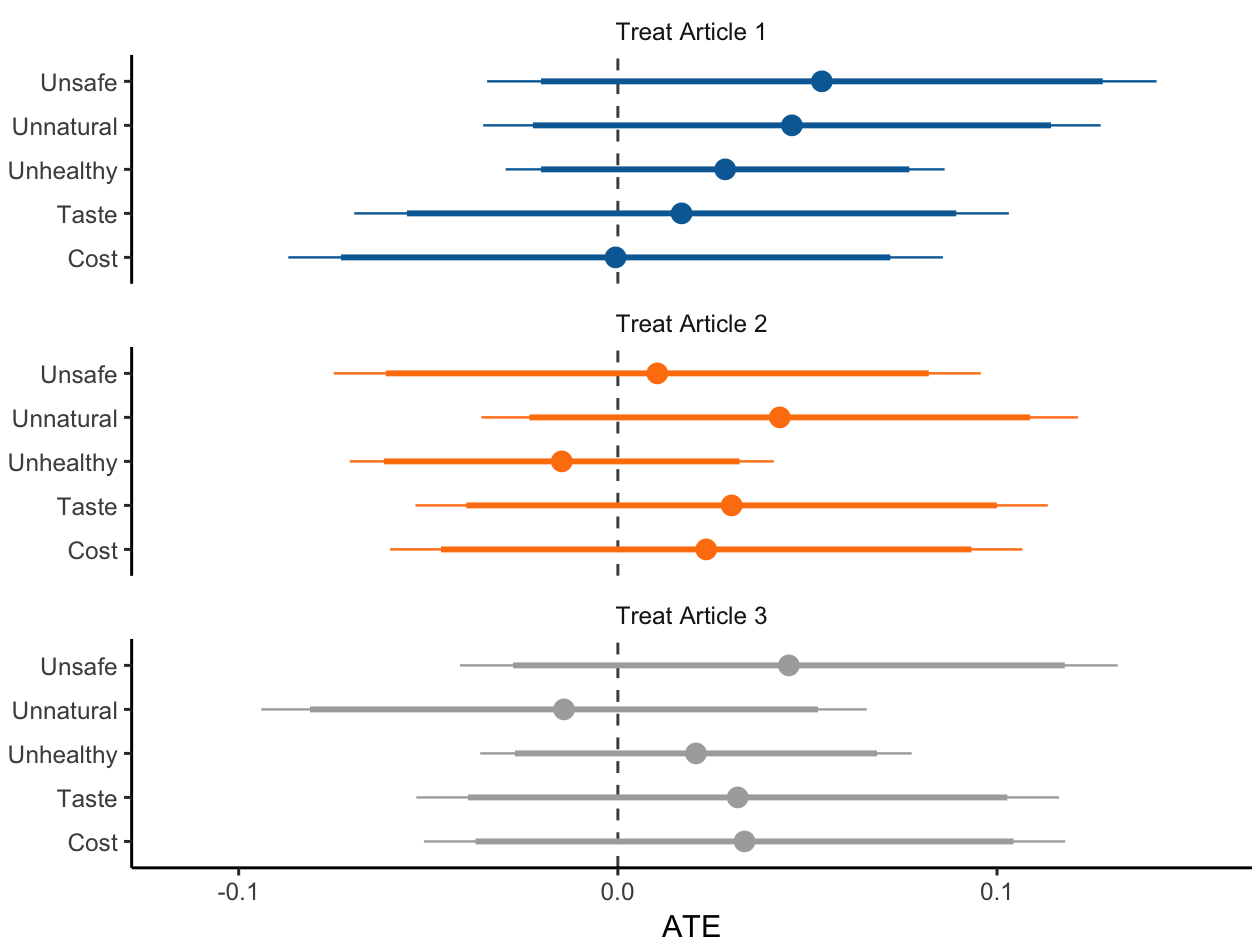 Treat Article 1
Unsafe
Unnatural
Unhealthy
Taste
Cost
Treat Article 2
Unsafe
Unnatural
Unhealthy
Taste
Cost
Treat Article 3
Unsafe
Unnatural
Unhealthy
Taste
Cost
-0.1 0.0 0.1
ATE